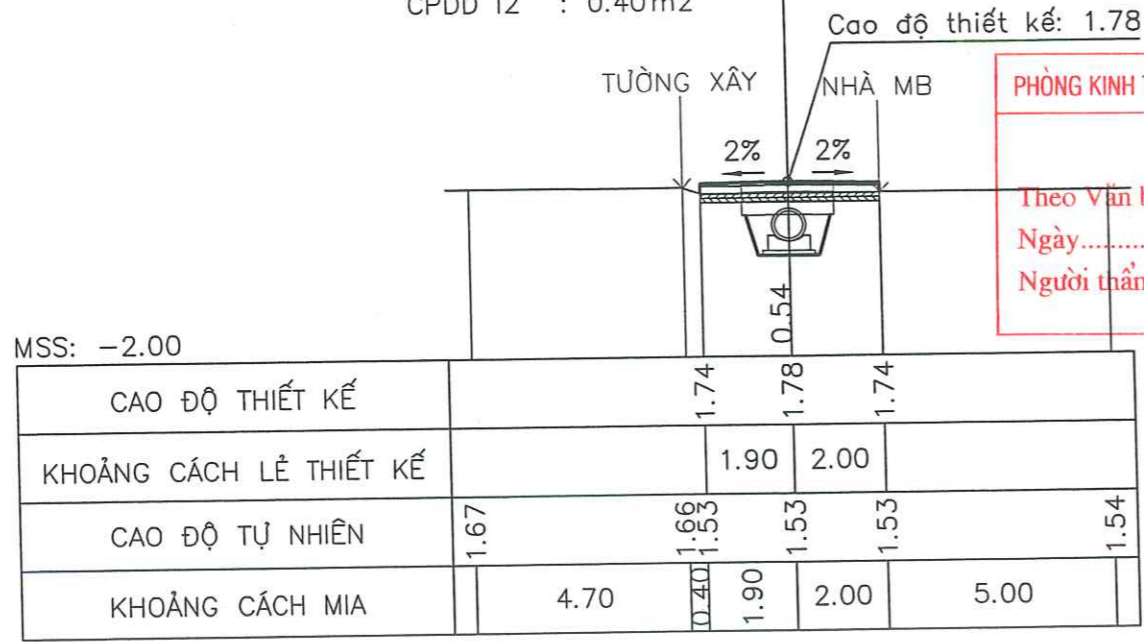 CPDD 12 : 0.40m2
Cao độ thiết kế: 1.78
TƯỜNG XÂY NHÀ MB
PHÒNG KINH
2% 2%
Theo Văn
Ngày..........
Người thẩm
0.54
MSS: -2.00
CAO ĐỘ THIẾT KẾ 1.74 1.78 1.74
KHOẢNG CÁCH LẺ THIẾT KẾ 1.90 2.00
CAO ĐỘ TỰ NHIÊN 1.67 1.66 1.53 1.53 1.53 1.54
KHOẢNG CÁCH MIA 4.70 0.40 1.90 2.00 5.00